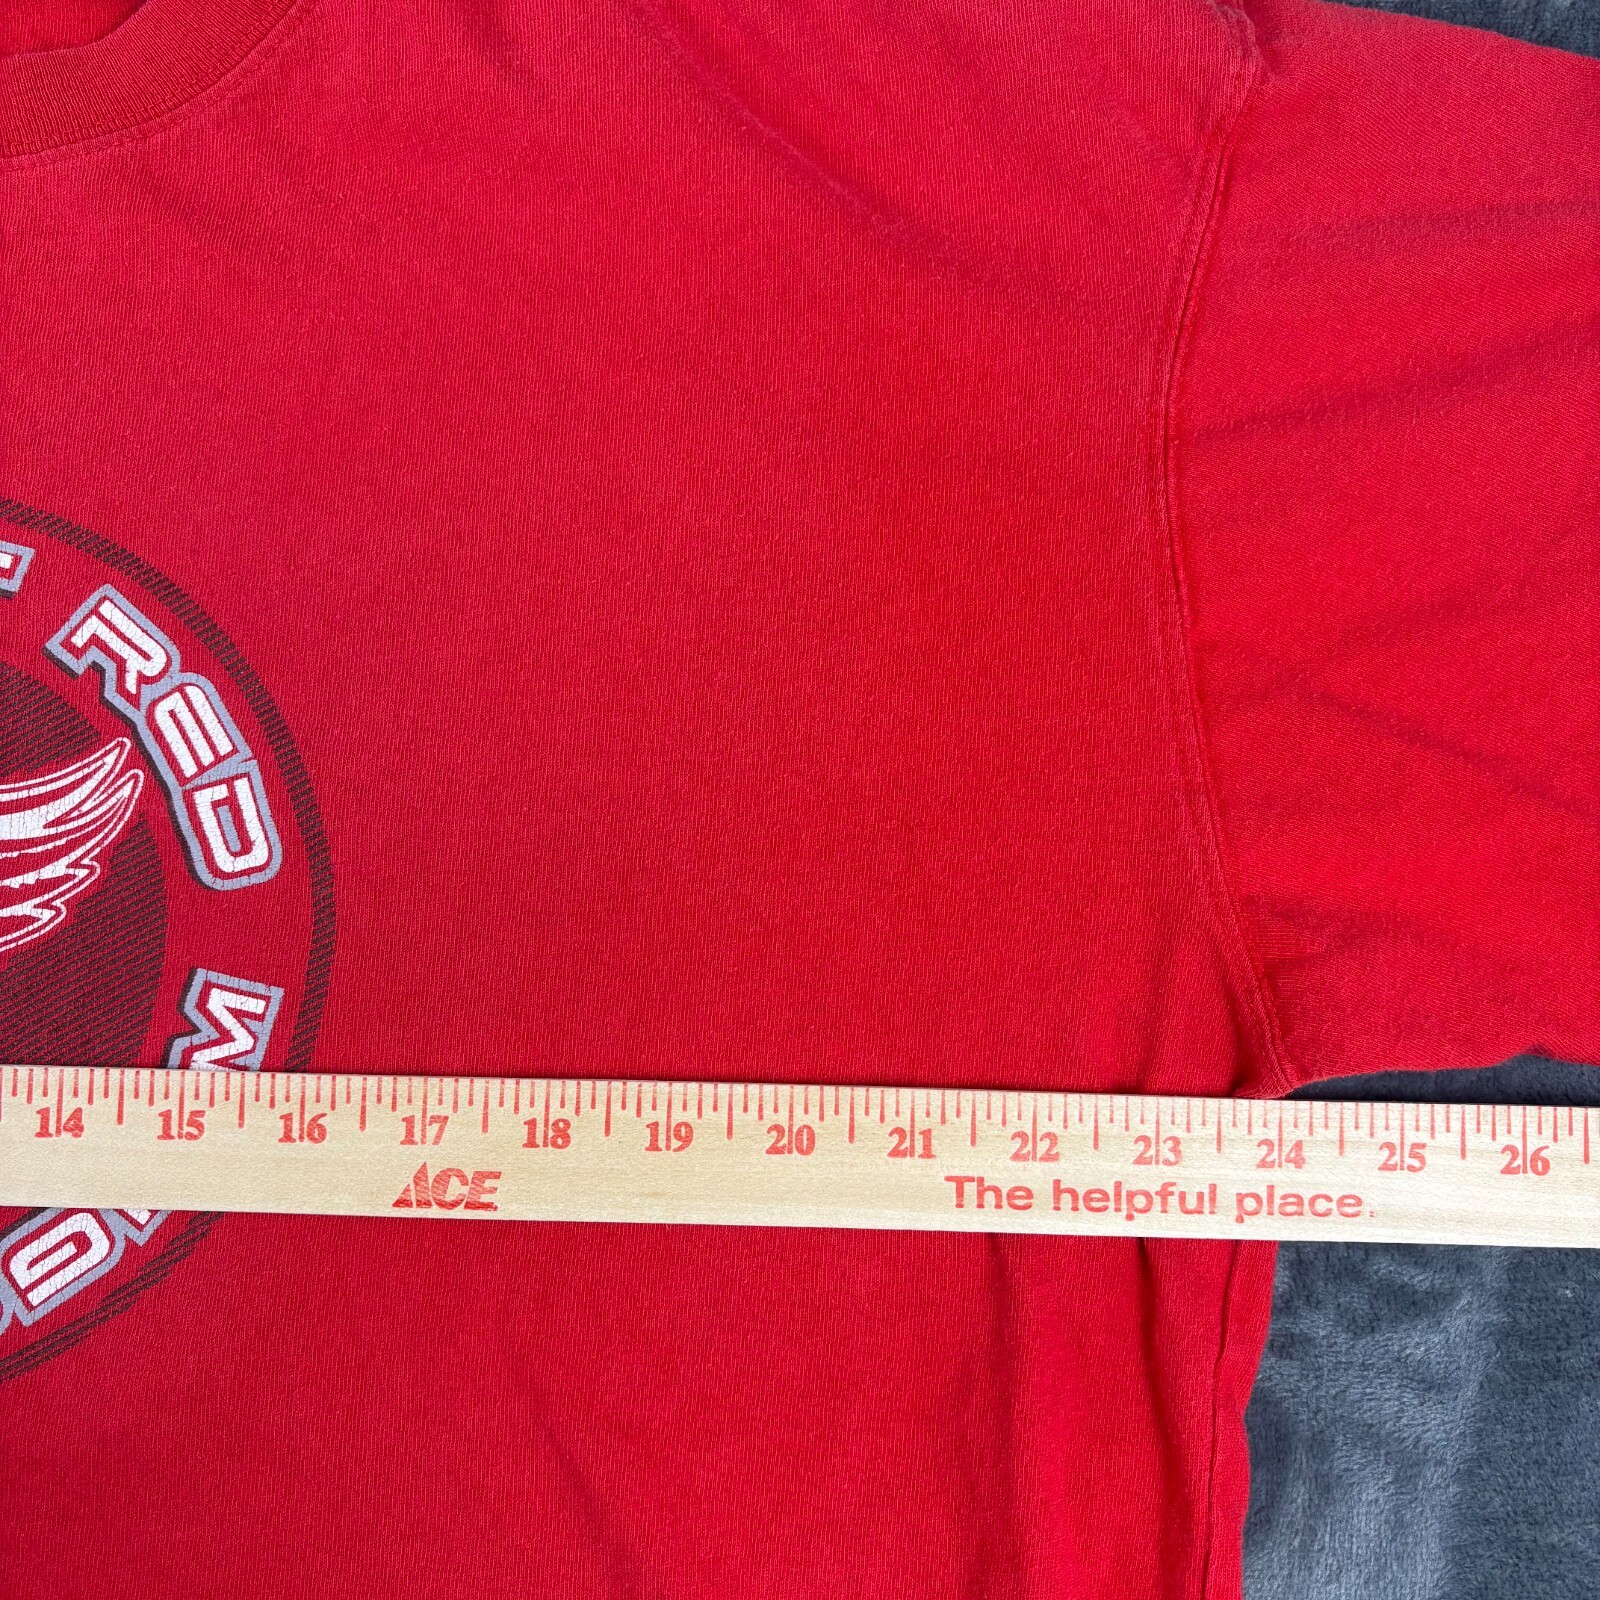 RED
W
14 15 16 17 18 19 20 21 22 23 24 25 26
ACE The helpful place.
G